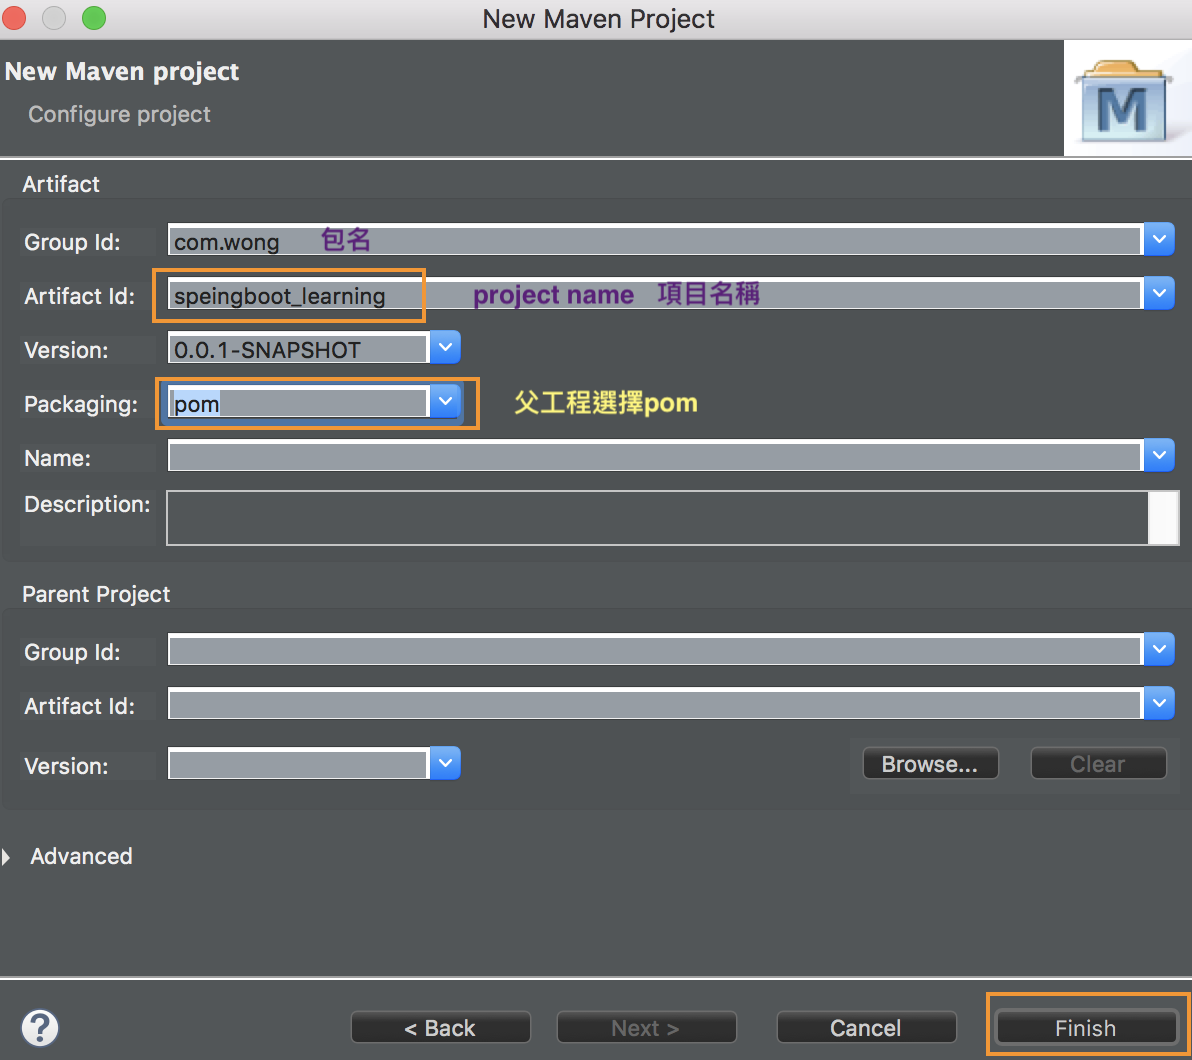 New Maven Project
New Maven project
Configure project
M
Artifact
Group Id: com.wong 包名
Artifact Id: speingboot_learning project name 項目名稱
Version: 0.0.1-SNAPSHOT
Packaging: pom 父工程選擇pom
Name:
Description:
Parent Project
Group Id:
Artifact Id:
Version:
Browse... Clear
Advanced
? < Back Next > Cancel Finish